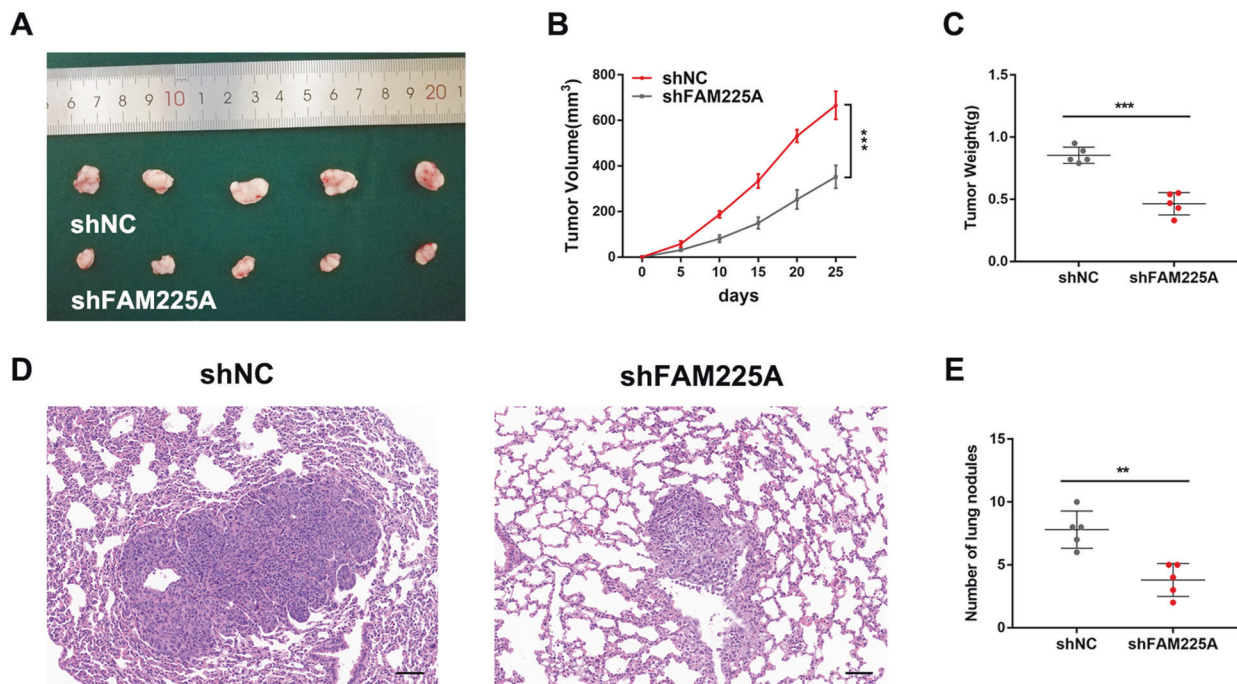 A
6 7 8 9 10 1 2 3 4 5 6 7 8 9 20 1
shNC
shFAM225A
B
shNC
shFAM225A
Tumor Volume(mm³)
800
600
400
200
0
0 5 10 15 20 25
days
***
C
Tumor Weight(g)
1.5
1.0
0.5
0.0
***
shNC shFAM225A
D
shNC shFAM225A
E
Number of lung nodules
15
10
5
0
**
shNC shFAM225A